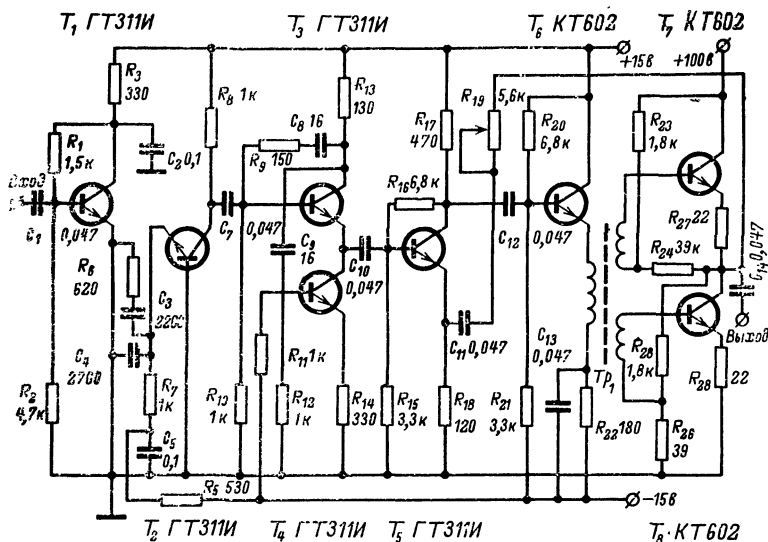 T₁ ГТ311И
T₃ ГТ311И
T₆ КТ602
T₇ КТ602
+15в
+100в
R₃
330
R₈ 1к
R₁₃
130
C₈ 16
R₉ 150
R₁₇
470
R₁₉
5,6к
R₂₀
6,8к
R₂₃
1,8к
R₁
1,5к
C₂ 0,1
Вход
C₁
0,047
C₇
0,047
R₁₆ 6,8к
C₁₂
0,047
R₂₇ 22
R₂₄ 39к
C₁₄ 0,047
Выход
C₉
16
C₁₀
0,047
R₆
620
C₃
2200
C₄
2700
R₇
1к
C₅
0,1
R₂
4,7к
R₁₀
1к
R₁₁ 1к
R₁₂
1к
R₁₄
330
R₁₅
3,3к
C₁₁ 0,047
R₁₈
120
R₂₁
3,3к
C₁₃
0,047
Тр₁
R₂₂ 180
R₂₈
1,8к
R₂₈
22
R₂₆
39
R₅ 530
−15в
T₂ ГТ311И
T₄ ГТ311И
T₅ ГТ311И
T₈ · КТ602